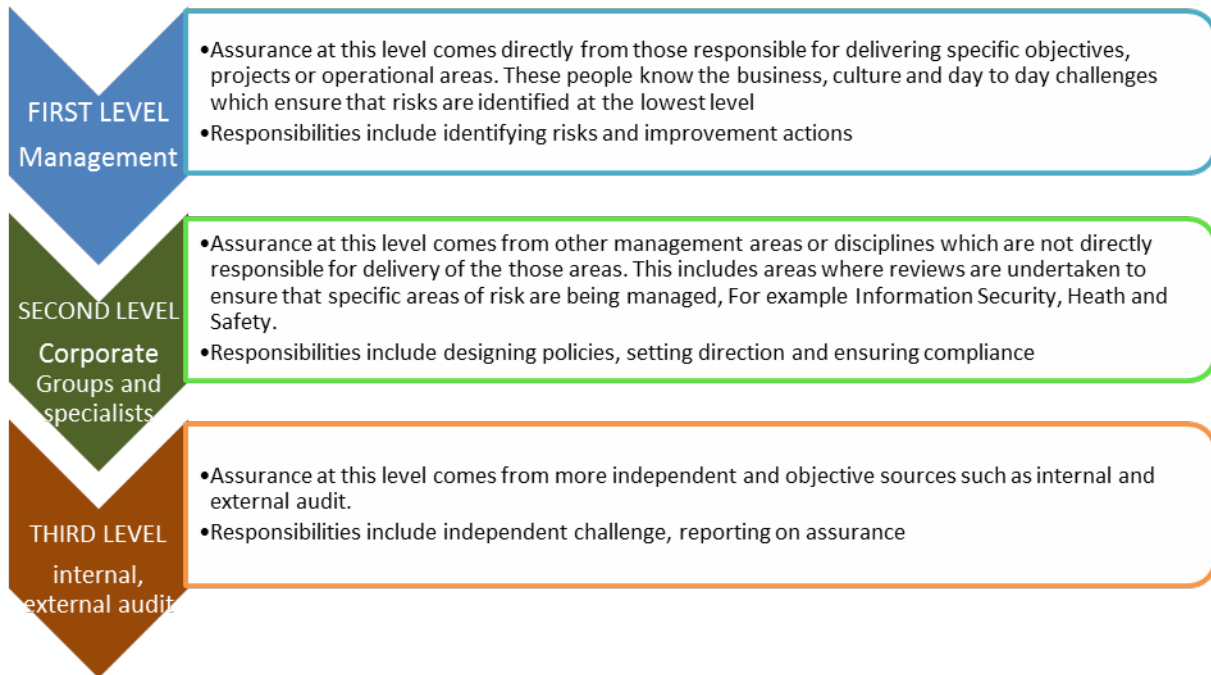 FIRST LEVEL
Management
•Assurance at this level comes directly from those responsible for delivering specific objectives,
projects or operational areas. These people know the business, culture and day to day challenges
which ensure that risks are identified at the lowest level
•Responsibilities include identifying risks and improvement actions
SECOND LEVEL
Corporate
Groups and
specialists
•Assurance at this level comes from other management areas or disciplines which are not directly
responsible for delivery of the those areas. This includes areas where reviews are undertaken to
ensure that specific areas of risk are being managed, For example Information Security, Heath and
Safety.
•Responsibilities include designing policies, setting direction and ensuring compliance
THIRD LEVEL
internal,
external audit
•Assurance at this level comes from more independent and objective sources such as internal and
external audit.
•Responsibilities include independent challenge, reporting on assurance